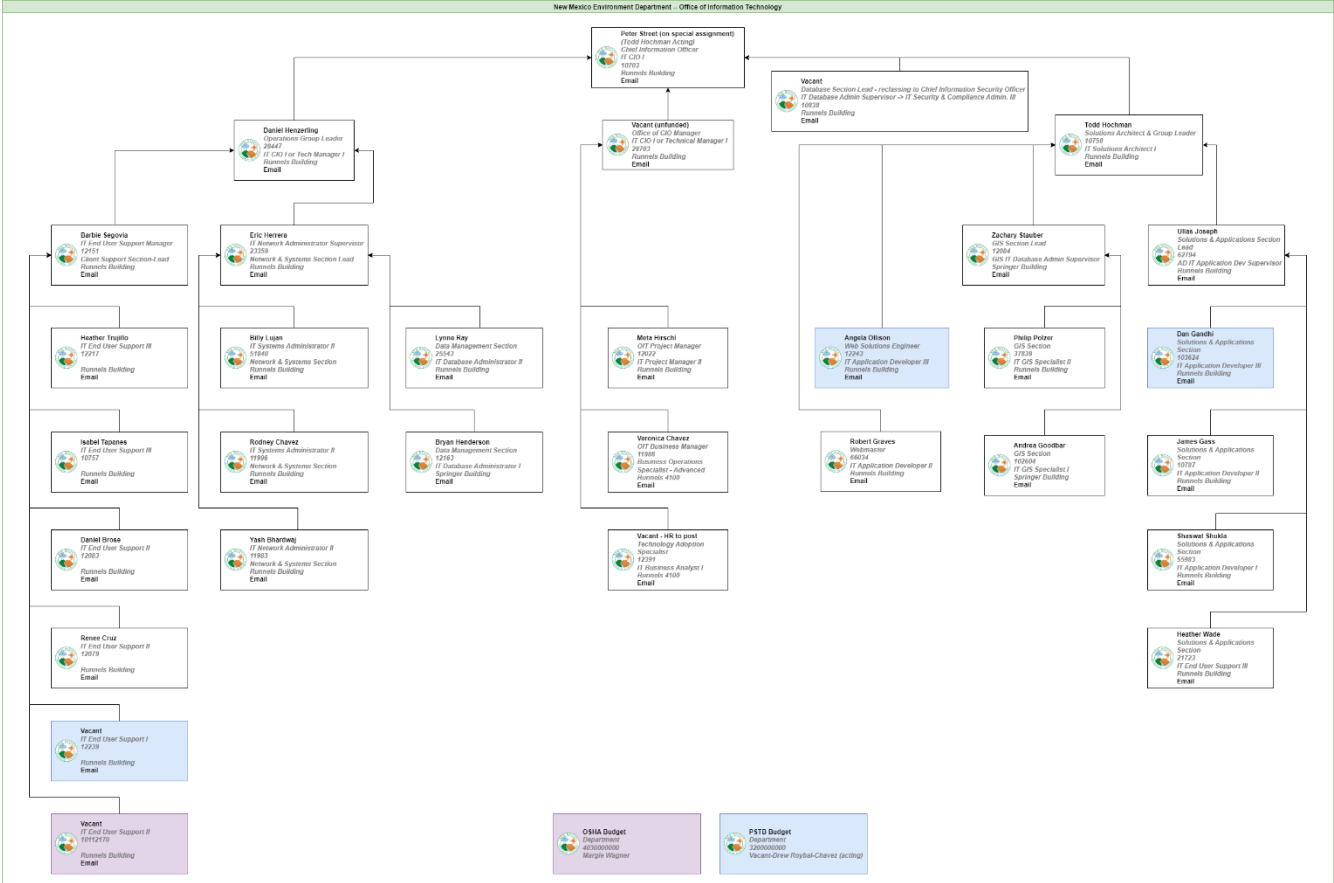 New Mexico Environment Department – Office of Information Technology
Peter Street (on special assignment)
(Todd Hochman Acting)
Chief Information Officer
IT CIO I
10703
Runnels Building
Email
Vacant
Database Section Lead - reclassing to Chief Information Security Officer
IT Database Admin Supervisor -> IT Security & Compliance Admin. III
10838
Runnels Building
Email
Daniel Henzerling
Operations Group Leader
28447
IT CIO I or Tech Manager I
Runnels Building
Email
Vacant (unfunded)
Office of CIO Manager
IT CIO I or Technical Manager I
28703
Runnels Building
Email
Todd Hochman
Solutions Architect & Group Leader
10750
IT Solutions Architect I
Runnels Building
Email
Barbie Segovia
IT End User Support Manager
12151
Client Support Section-Lead
Runnels Building
Email
Eric Herrera
IT Network Administrator Supervisor
23359
Network & Systems Section Lead
Runnels Building
Email
Zachary Stauber
GIS Section Lead
12004
GIS IT Database Admin Supervisor
Springer Building
Email
Ulias Joseph
Solutions & Applications Section
Lead
62794
AD IT Application Dev Supervisor
Runnels Building
Email
Heather Trujillo
IT End User Support III
12217
Runnels Building
Email
Billy Lujan
IT Systems Administrator II
51840
Network & Systems Section
Runnels Building
Email
Lynne Ray
Data Management Section
25543
IT Database Administrator II
Runnels Building
Email
Meta Hirschi
OIT Project Manager
12022
IT Project Manager II
Runnels Building
Email
Angela Ollison
Web Solutions Engineer
12243
IT Application Developer III
Runnels Building
Email
Philip Polzer
GIS Section
37839
IT GIS Specialist II
Runnels Building
Email
Dan Gandhi
Solutions & Applications
Section
103624
IT Application Developer III
Runnels Building
Email
Isabel Tapanes
IT End User Support III
10757
Runnels Building
Email
Rodney Chavez
IT Systems Administrator II
11996
Network & Systems Section
Runnels Building
Email
Bryan Henderson
Data Management Section
12163
IT Database Administrator I
Springer Building
Email
Veronica Chavez
OIT Business Manager
11988
Business Operations
Specialist - Advanced
Runnels 4100
Email
Robert Graves
Webmaster
66034
IT Application Developer II
Runnels Building
Email
Andrea Goodbar
GIS Section
102604
IT GIS Specialist I
Springer Building
Email
James Gass
Solutions & Applications
Section
10787
IT Application Developer II
Runnels Building
Email
Daniel Brose
IT End User Support II
12083
Runnels Building
Email
Yash Bhardwaj
IT Network Administrator II
11983
Network & Systems Section
Runnels Building
Email
Vacant - HR to post
Technology Adoption
Specialist
12391
IT Business Analyst I
Runnels 4100
Email
Shaswat Shukla
Solutions & Applications
Section
55983
IT Application Developer I
Runnels Building
Email
Renee Cruz
IT End User Support II
12079
Runnels Building
Email
Heather Wade
Solutions & Applications
Section
21723
IT End User Support III
Runnels Building
Email
Vacant
IT End User Support I
12239
Runnels Building
Email
Vacant
IT End User Support II
10112170
Runnels Building
Email
OSHA Budget
Department
4030000000
Margie Wagner
PSTB Budget
Department
3200000000
Vacant-Drew Roybal-Chavez (acting)